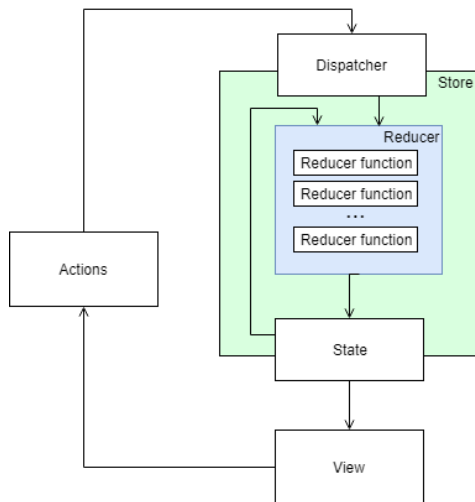 Dispatcher
Store
Reducer
Reducer function
Reducer function
...
Reducer function
Actions
State
View